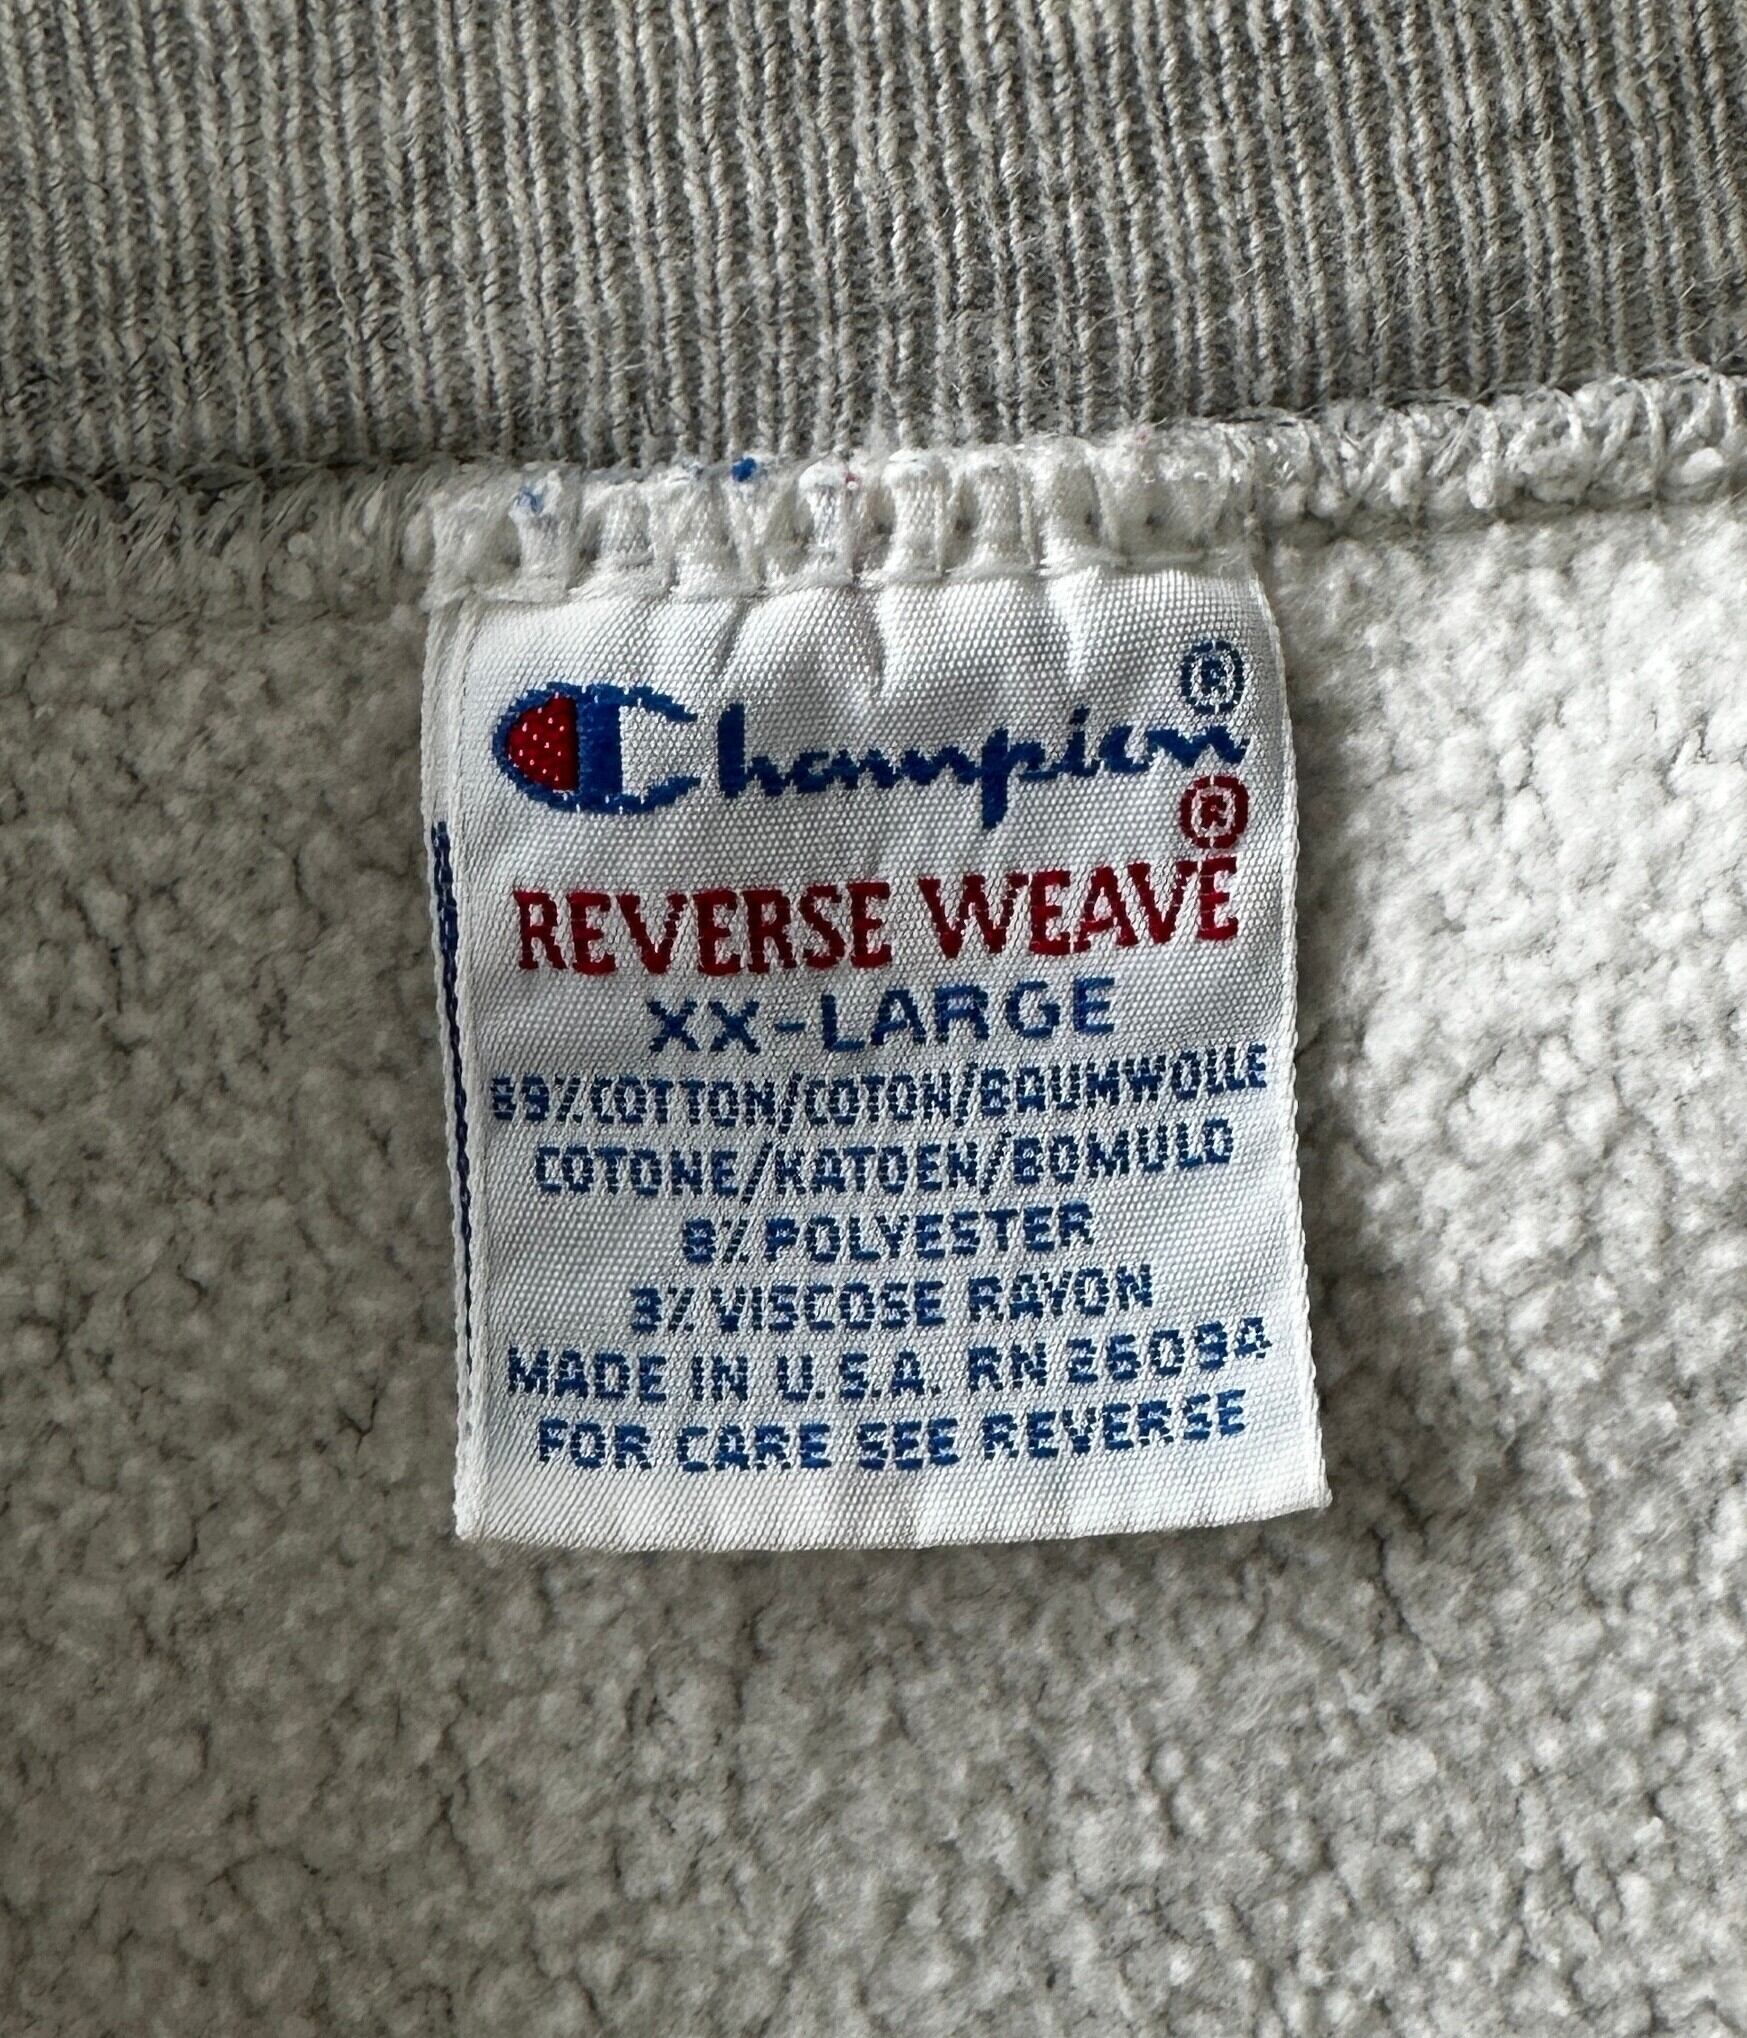 Champion®
®
REVERSE WEAVE
XX-LARGE
89%COTTON/COTON/BAUMWOLLE
COTONE/KATOEN/BOMULD
8%POLYESTER
3%VISCOSE RAYON
MADE IN U.S.A. RN 26094
FOR CARE SEE REVERSE